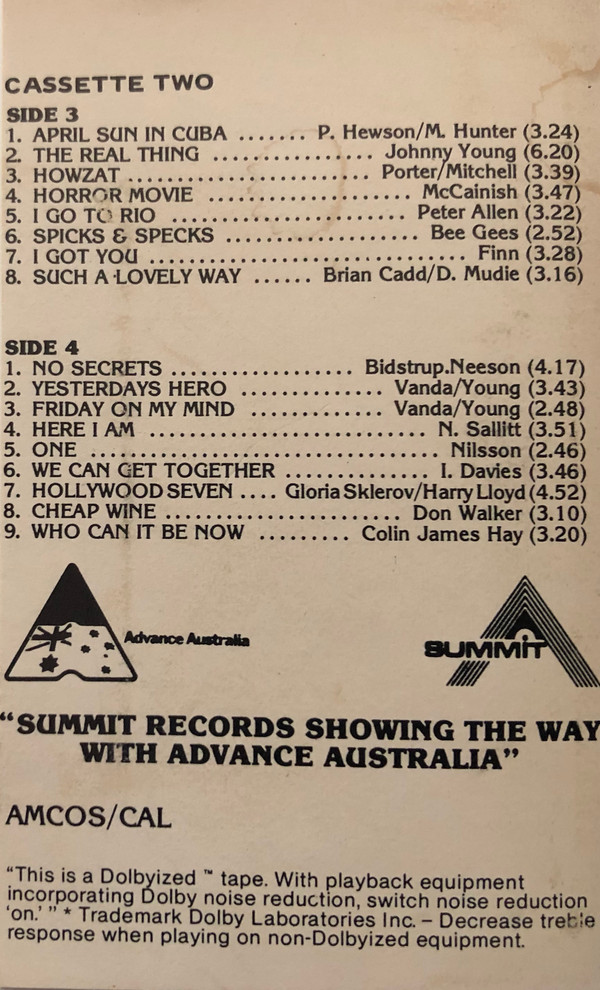 CASSETTE TWO
SIDE 3
1. APRIL SUN IN CUBA ....... P. Hewson/M. Hunter (3.24)
2. THE REAL THING ................ Johnny Young (6.20)
3. HOWZAT ........................ Porter/Mitchell (3.39)
4. HORROR MOVIE ..................... McCainish (3.47)
5. I GO TO RIO ....................... Peter Allen (3.22)
6. SPICKS & SPECKS ................... Bee Gees (2.52)
7. I GOT YOU ................................ Finn (3.28)
8. SUCH A LOVELY WAY ...... Brian Cadd/D. Mudie (3.16)
SIDE 4
1. NO SECRETS .................. Bidstrup.Neeson (4.17)
2. YESTERDAYS HERO .............. Vanda/Young (3.43)
3. FRIDAY ON MY MIND ............. Vanda/Young (2.48)
4. HERE I AM ............................ N. Sallitt (3.51)
5. ONE ................................... Nilsson (2.46)
6. WE CAN GET TOGETHER .............. I. Davies (3.46)
7. HOLLYWOOD SEVEN .... Gloria Sklerov/Harry Lloyd (4.52)
8. CHEAP WINE ....................... Don Walker (3.10)
9. WHO CAN IT BE NOW ......... Colin James Hay (3.20)
Advance Australia
SUMMIT
"SUMMIT RECORDS SHOWING THE WAY
WITH ADVANCE AUSTRALIA"
AMCOS/CAL
"This is a Dolbyized ™ tape. With playback equipment
incorporating Dolby noise reduction, switch noise reduction
'on.' " * Trademark Dolby Laboratories Inc. – Decrease treble
response when playing on non-Dolbyized equipment.